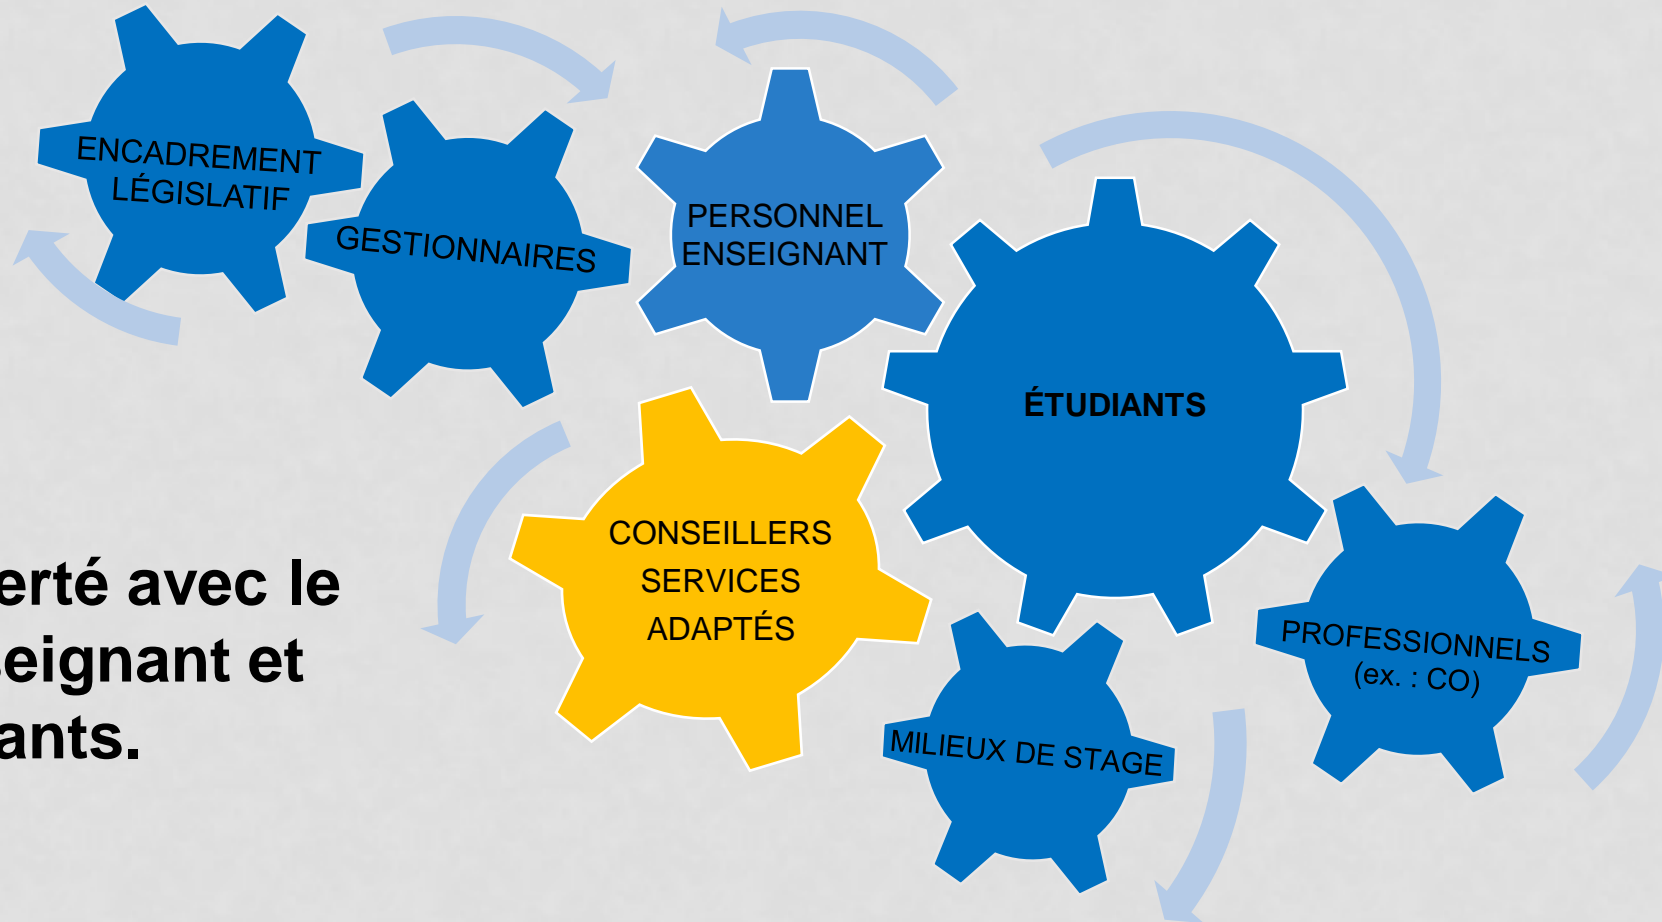 ENCADREMENT
LÉGISLATIF
GESTIONNAIRES
PERSONNEL
ENSEIGNANT
ÉTUDIANTS
CONSEILLERS
SERVICES
ADAPTÉS
PROFESSIONNELS
(ex. : CO)
MILIEUX DE STAGE
erté avec le
seignant et
ants.